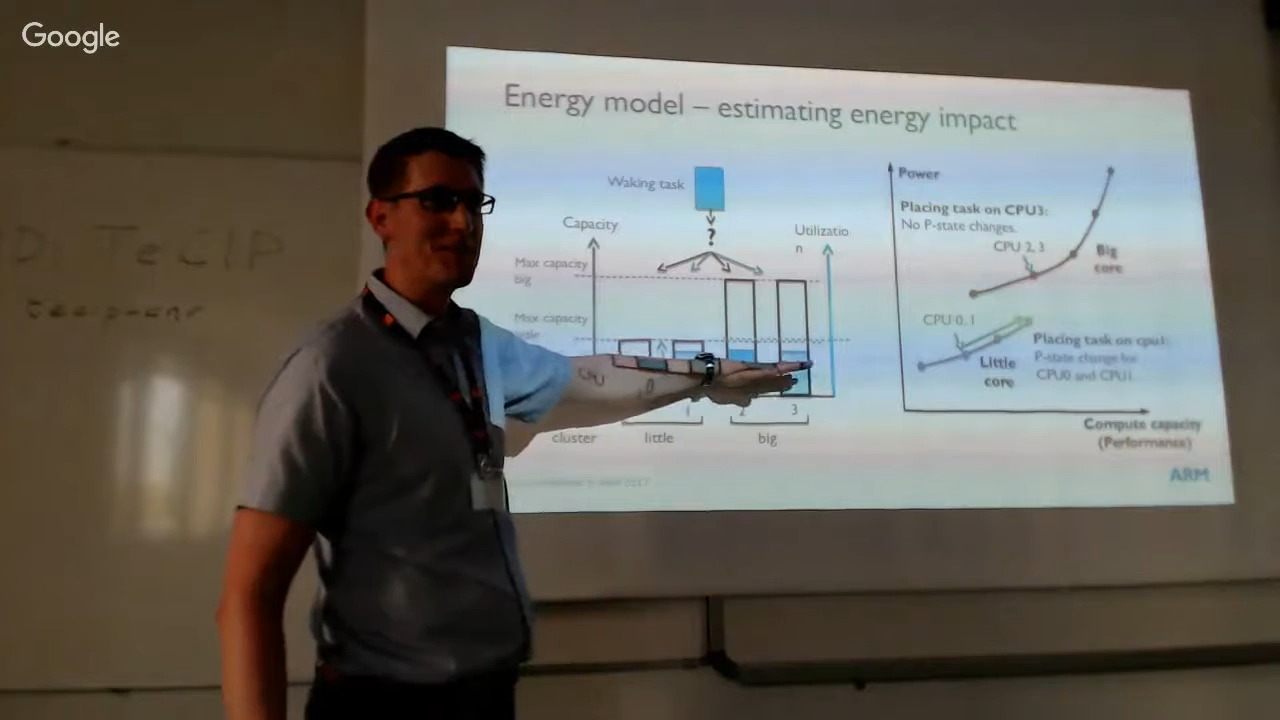 Google
Energy model – estimating energy impact
Waking task
?
Capacity
Utilizatio
n
Max capacity
big
Max capacity
CPU
0
1
2
3
cluster
little
big
Power
Placing task on CPU3:
No P-state changes.
CPU 2, 3
Big
core
CPU 0, 1
Placing task on cpu1:
P-state change for
CPU0 and CPU1.
Little
core
Compute capacity
(Performance)
ARM
TeCIP